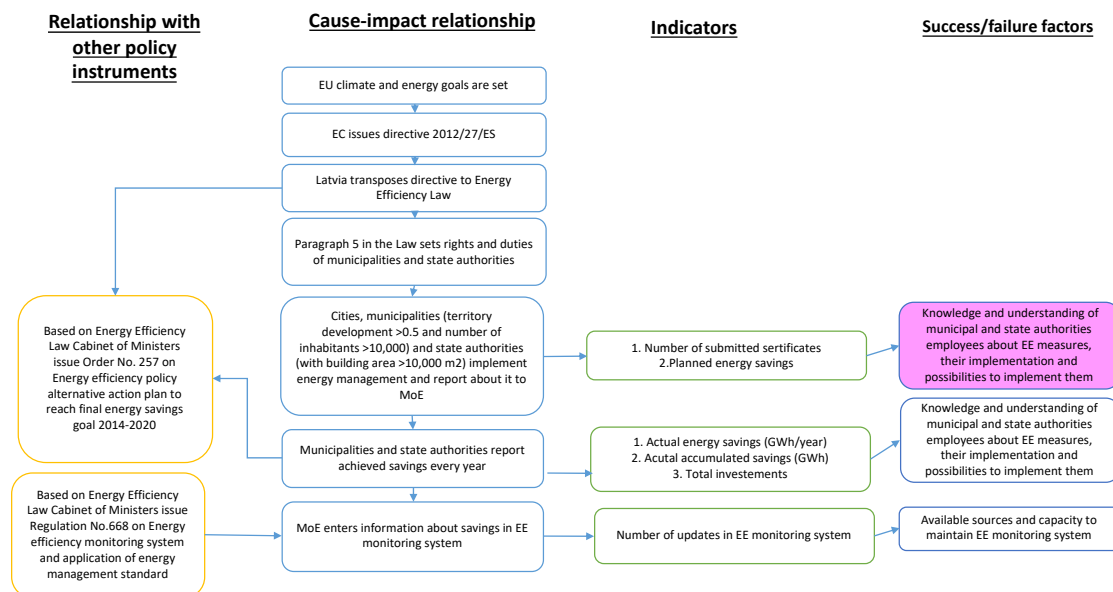 Relationship with
other policy
instruments
Cause-impact relationship
Indicators
Success/failure factors
EU climate and energy goals are set
EC issues directive 2012/27/ES
Latvia transposes directive to Energy
Efficiency Law
Paragraph 5 in the Law sets rights and duties
of municipalities and state authorities
Based on Energy Efficiency
Law Cabinet of Ministers
issue Order No. 257 on
Energy efficiency policy
alternative action plan to
reach final energy savings
goal 2014-2020
Cities, municipalities (territory
development >0.5 and number of
inhabitants >10,000) and state authorities
(with building area >10,000 m2) implement
energy management and report about it to
MoE
1. Number of submitted sertificates
2.Planned energy savings
Knowledge and understanding of
municipal and state authorities
employees about EE measures,
their implementation and
possibilities to implement them
Municipalities and state authorities report
achieved savings every year
1. Actual energy savings (GWh/year)
2. Acutal accumulated savings (GWh)
3. Total investements
Knowledge and understanding of
municipal and state authorities
employees about EE measures,
their implementation and
possibilities to implement them
Based on Energy Efficiency
Law Cabinet of Ministers issue
Regulation No.668 on Energy
efficiency monitoring system
and application of energy
management standard
MoE enters information about savings in EE
monitoring system
Number of updates in EE monitoring system
Available sources and capacity to
maintain EE monitoring system